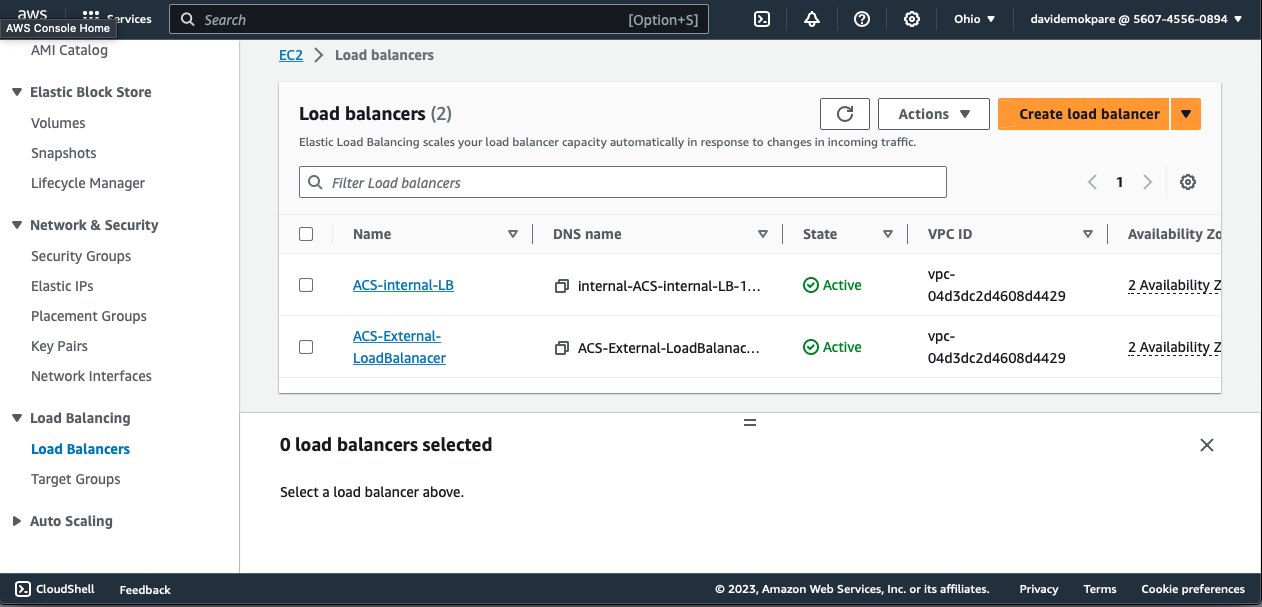 aws
Services
Search
[Option+S]
Ohio
davidemokpare @ 5607-4556-0894
AWS Console Home
AMI Catalog
Elastic Block Store
Volumes
Snapshots
Lifecycle Manager
Network & Security
Security Groups
Elastic IPs
Placement Groups
Key Pairs
Network Interfaces
Load Balancing
Load Balancers
Target Groups
Auto Scaling
EC2
Load balancers
Load balancers (2)
Actions
Create load balancer
Elastic Load Balancing scales your load balancer capacity automatically in response to changes in incoming traffic.
Filter Load balancers
1
Name
DNS name
State
VPC ID
Availability Zo
ACS-internal-LB
internal-ACS-internal-LB-1...
Active
vpc-
04d3dc2d4608d4429
2 Availability Z
ACS-External-
LoadBalanacer
ACS-External-LoadBalanac...
Active
vpc-
04d3dc2d4608d4429
2 Availability Z
0 load balancers selected
Select a load balancer above.
CloudShell
Feedback
© 2023, Amazon Web Services, Inc. or its affiliates.
Privacy
Terms
Cookie preferences